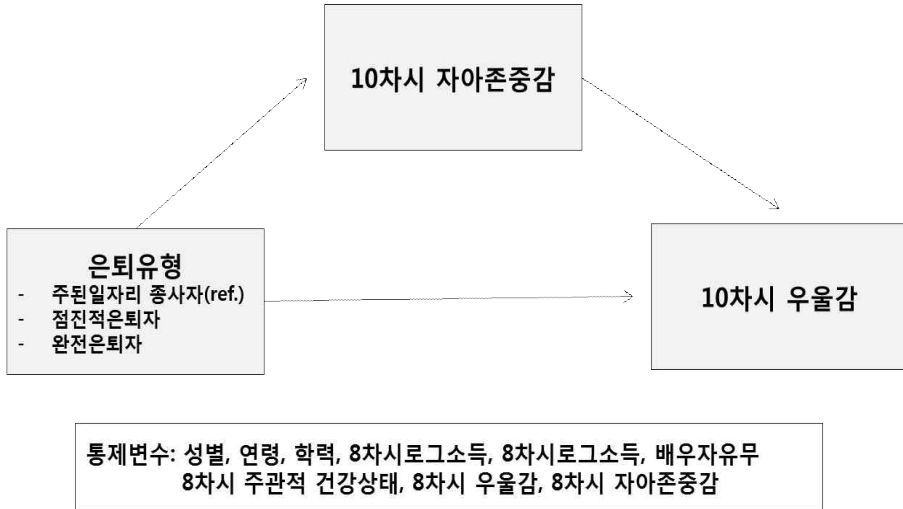 10차시 자아존중감
은퇴유형
- 주된일자리 종사자(ref.)
- 점진적은퇴자
- 완전은퇴자
10차시 우울감
통제변수: 성별, 연령, 학력, 8차시로그소득, 8차시로그소득, 배우자유무
8차시 주관적 건강상태, 8차시 우울감, 8차시 자아존중감